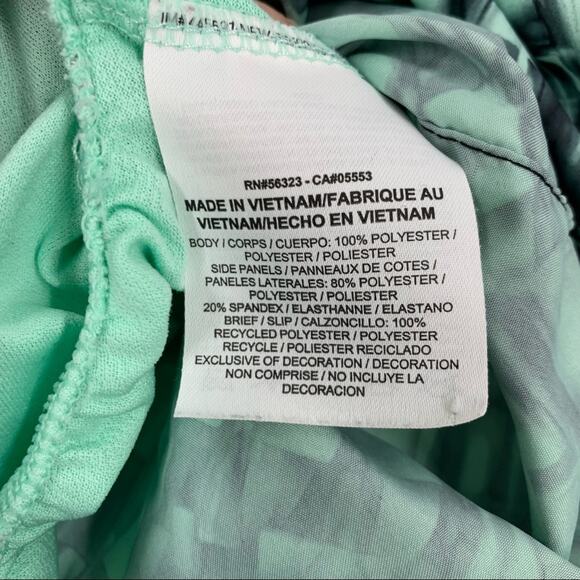 RN#56323 - CA#05553
MADE IN VIETNAM/FABRIQUE AU
VIETNAM/HECHO EN VIETNAM
BODY / CORPS / CUERPO: 100% POLYESTER /
POLYESTER / POLIESTER
SIDE PANELS / PANNEAUX DE COTES /
PANELES LATERALES: 80% POLYESTER /
POLYESTER / POLIESTER
20% SPANDEX / ELASTHANNE / ELASTANO
BRIEF / SLIP / CALZONCILLO: 100%
RECYCLED POLYESTER / POLYESTER
RECYCLE / POLIESTER RECICLADO
EXCLUSIVE OF DECORATION / DECORATION
NON COMPRISE / NO INCLUYE LA
DECORACION